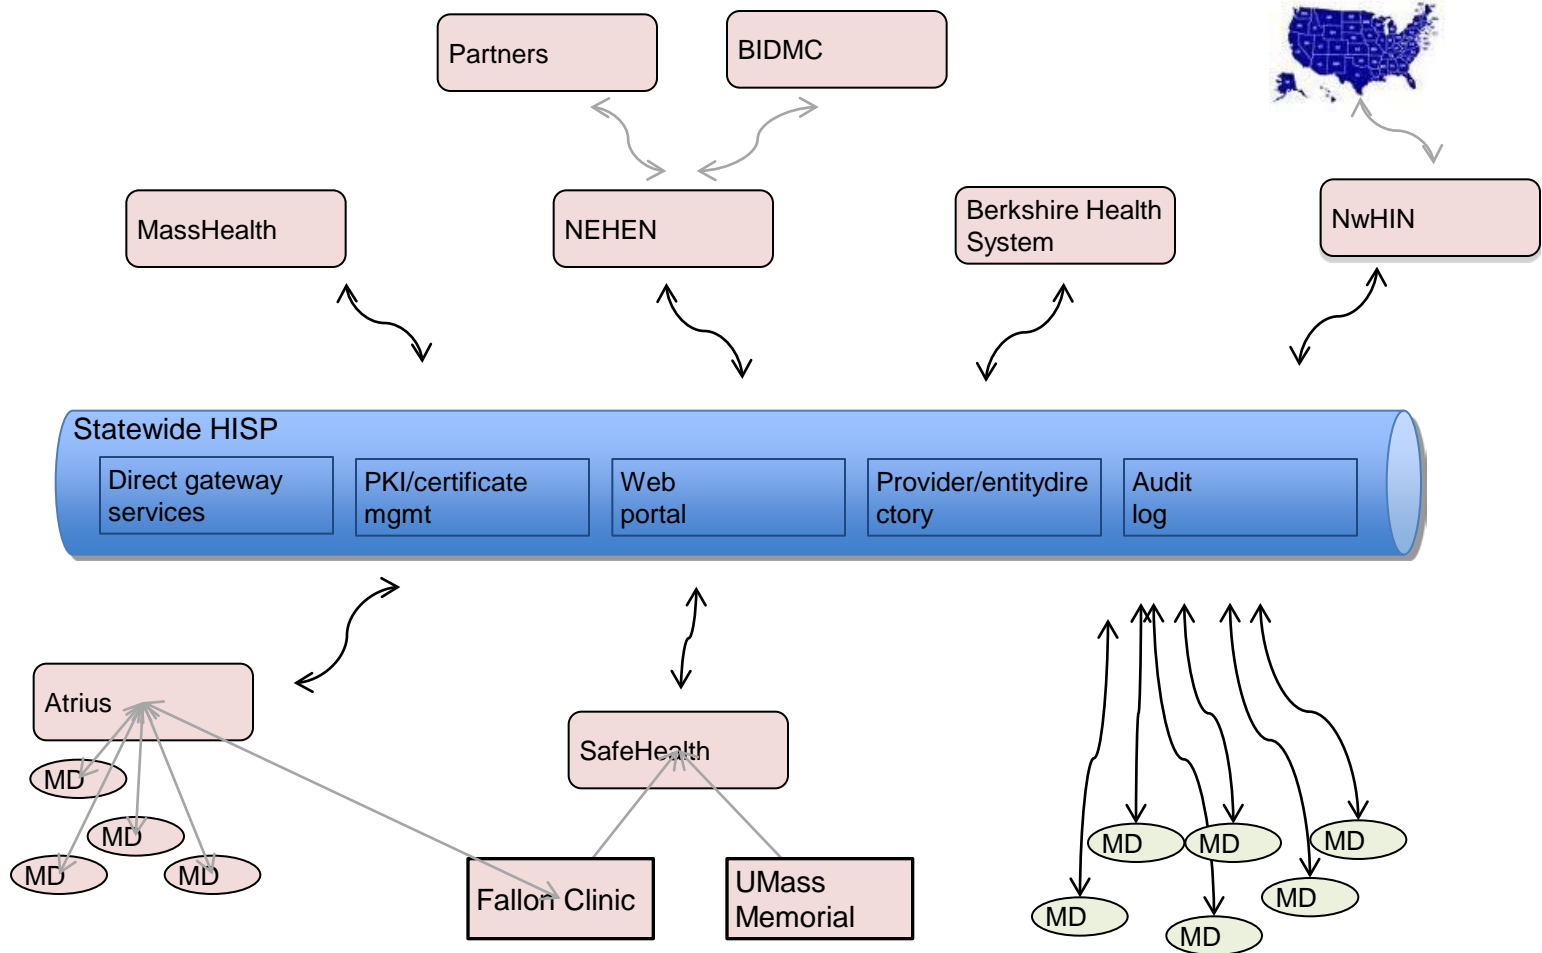 Partners
BIDMC
MassHealth
NEHEN
Berkshire Health
System
NwHIN
Statewide HISP
Direct gateway
services
PKI/certificate
mgmt
Web
portal
Provider/entitydire
ctory
Audit
log
Atrius
SafeHealth
MD
MD
MD
MD
Fallon Clinic
UMass
Memorial
MD
MD
MD
MD
MD
MD